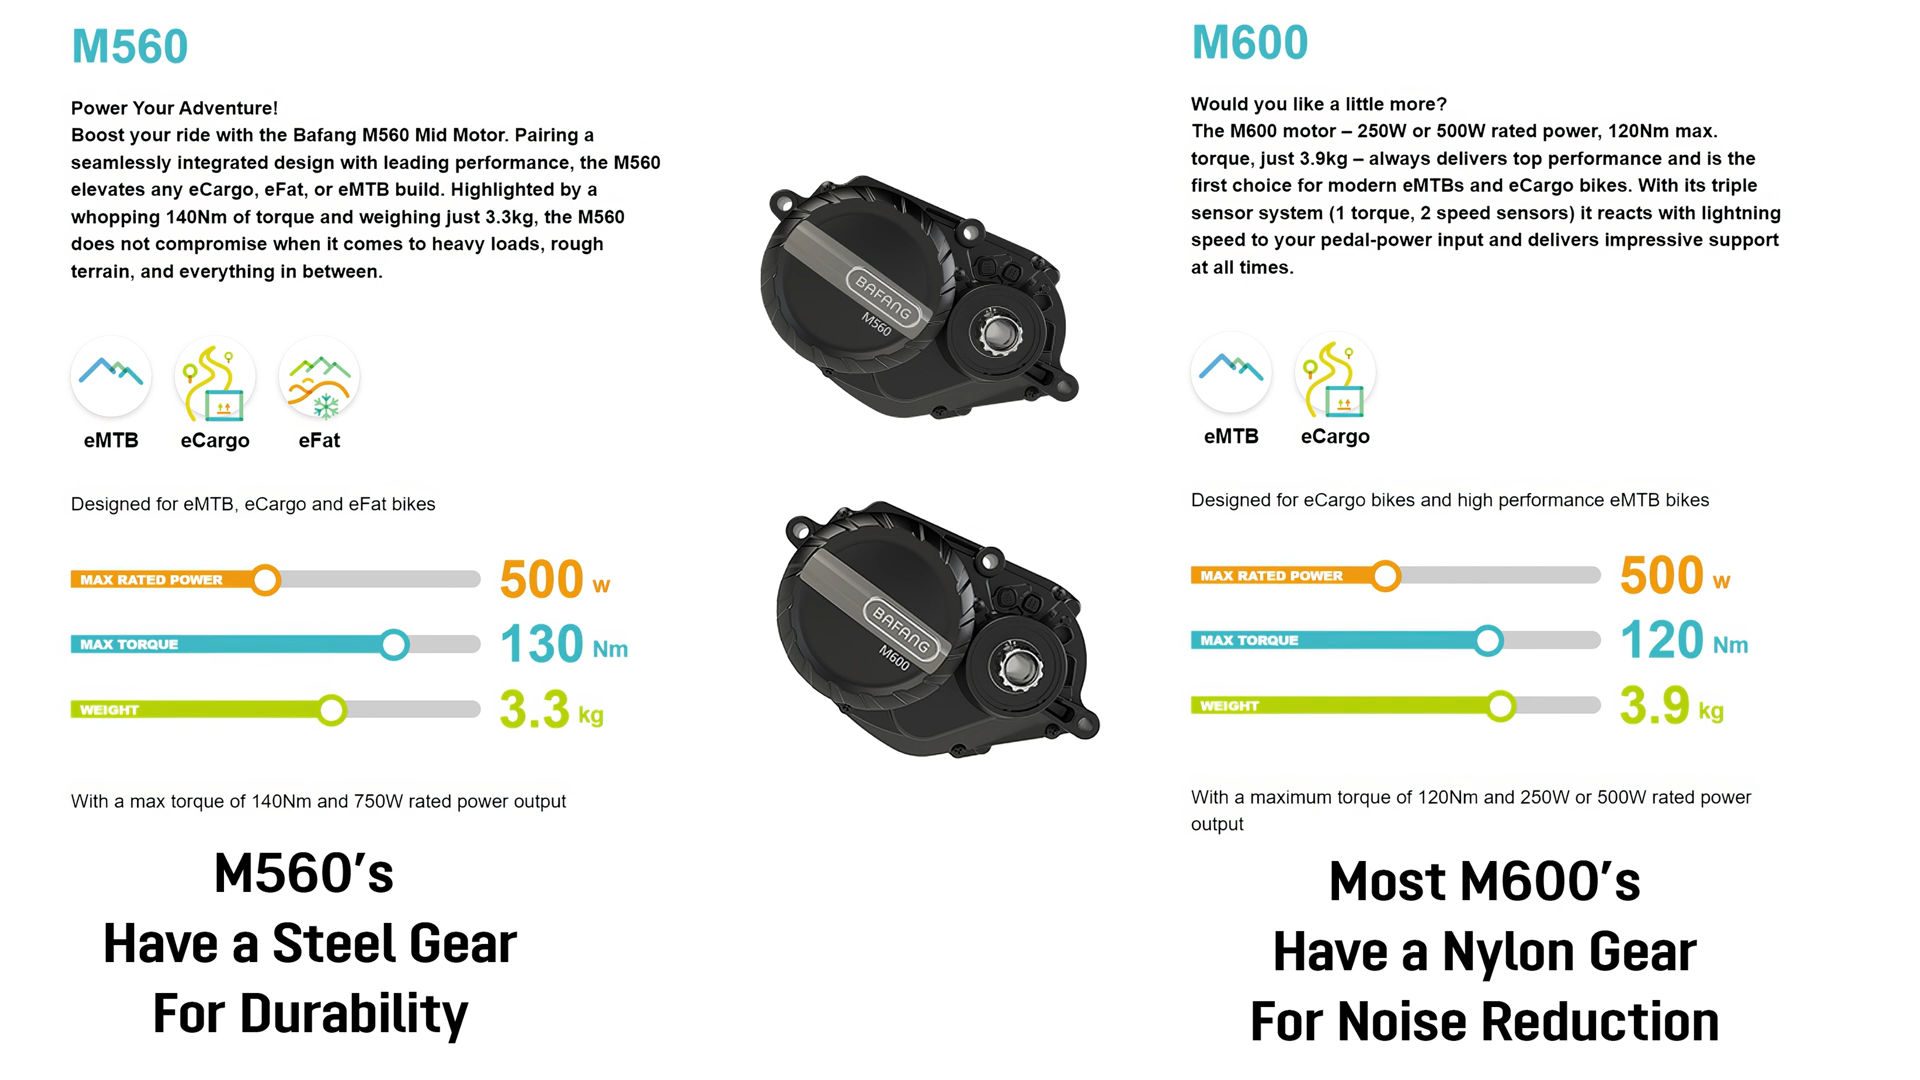 M560
Power Your Adventure!
Boost your ride with the Bafang M560 Mid Motor. Pairing a
seamlessly integrated design with leading performance, the M560
elevates any eCargo, eFat, or eMTB build. Highlighted by a
whopping 140Nm of torque and weighing just 3.3kg, the M560
does not compromise when it comes to heavy loads, rough
terrain, and everything in between.
eMTB
eCargo
eFat
Designed for eMTB, eCargo and eFat bikes
MAX RATED POWER 500 w
MAX TORQUE 130 Nm
WEIGHT 3.3 kg
With a max torque of 140Nm and 750W rated power output
M560's
Have a Steel Gear
For Durability
BAFANG
M560
BAFANG
M600
M600
Would you like a little more?
The M600 motor – 250W or 500W rated power, 120Nm max.
torque, just 3.9kg – always delivers top performance and is the
first choice for modern eMTBs and eCargo bikes. With its triple
sensor system (1 torque, 2 speed sensors) it reacts with lightning
speed to your pedal-power input and delivers impressive support
at all times.
eMTB
eCargo
Designed for eCargo bikes and high performance eMTB bikes
MAX RATED POWER 500 w
MAX TORQUE 120 Nm
WEIGHT 3.9 kg
With a maximum torque of 120Nm and 250W or 500W rated power
output
Most M600's
Have a Nylon Gear
For Noise Reduction